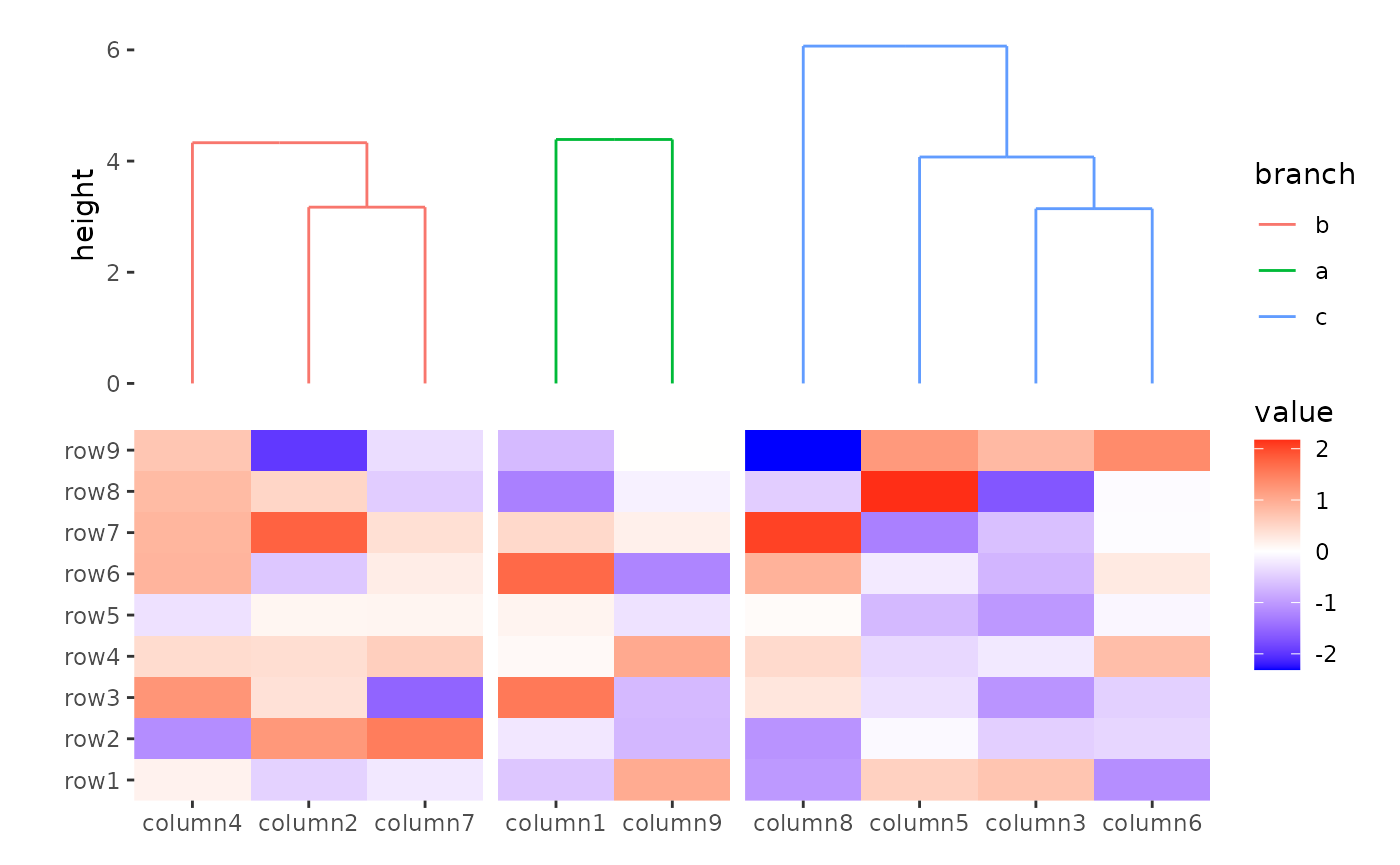 6
4
2
0
height
branch
b
a
c
value
2
1
0
-1
-2
row9
row8
row7
row6
row5
row4
row3
row2
row1
column4 column2 column7 column1 column9 column8 column5 column3 column6